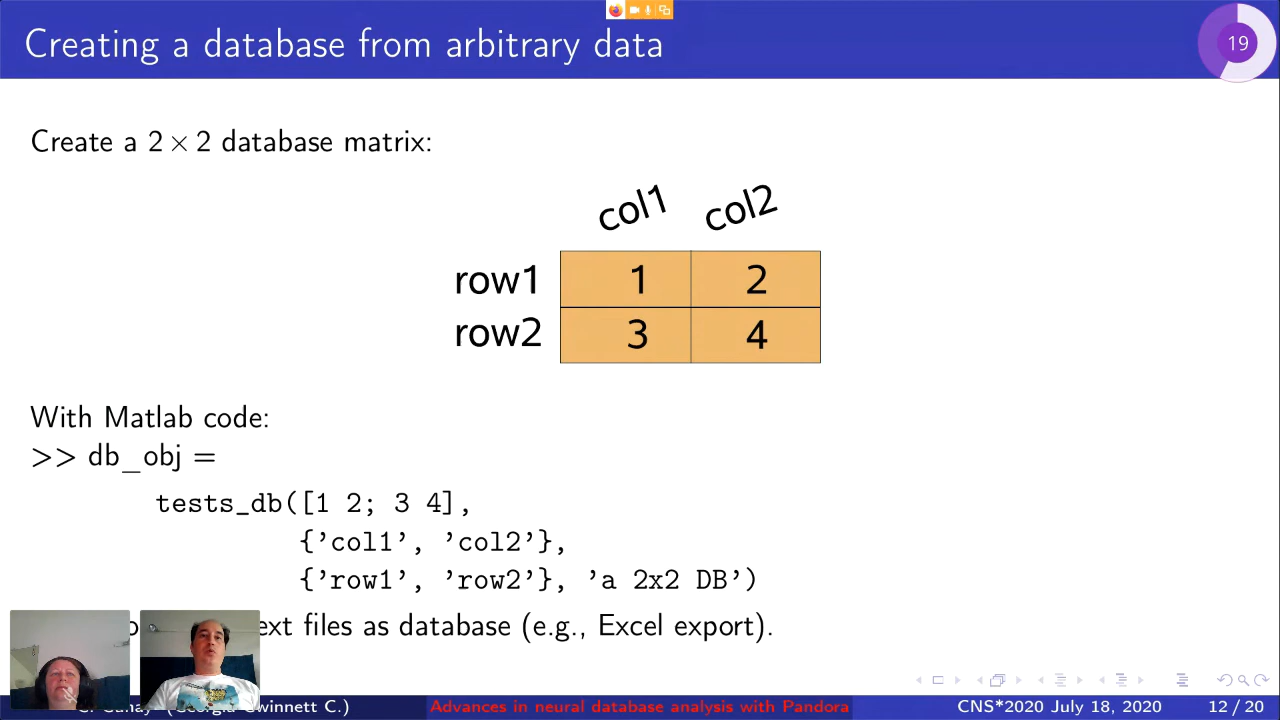 Creating a database from arbitrary data
19
Create a 2 × 2 database matrix:
col1 col2
row1 1 2
row2 3 4
With Matlab code:
>> db_obj =
tests_db([1 2; 3 4],
{'col1', 'col2'},
{'row1', 'row2'}, 'a 2x2 DB')
files as database (e.g., Excel export).
C.)
Advances in neural database analysis with Pandora
CNS*2020 July 18, 2020
12 / 20